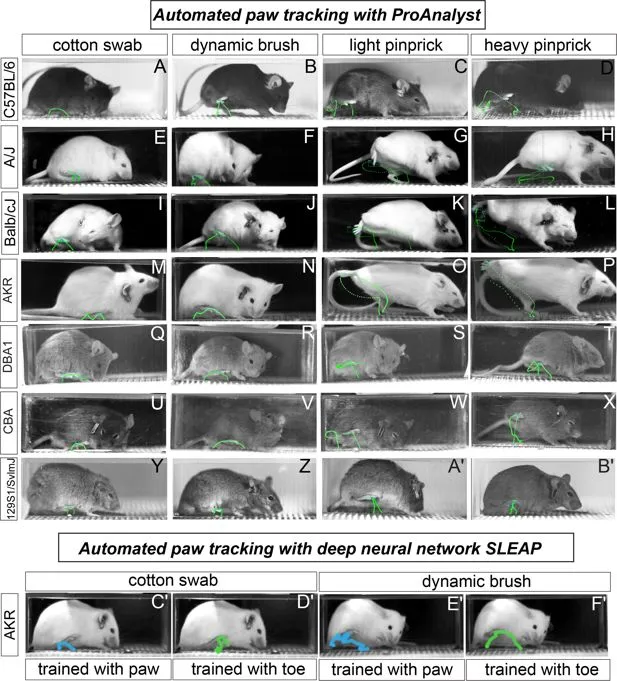 Automated paw tracking with ProAnalyst
cotton swab dynamic brush light pinprick heavy pinprick
C57BL/6 A B C D
A/J E F G H
Balb/cJ I J K L
AKR M N O P
DBA1 Q R S T
CBA U V W X
129S1/SvImJ Y Z A' B'
Automated paw tracking with deep neural network SLEAP
cotton swab dynamic brush
AKR C' D' E' F'
trained with paw trained with toe trained with paw trained with toe